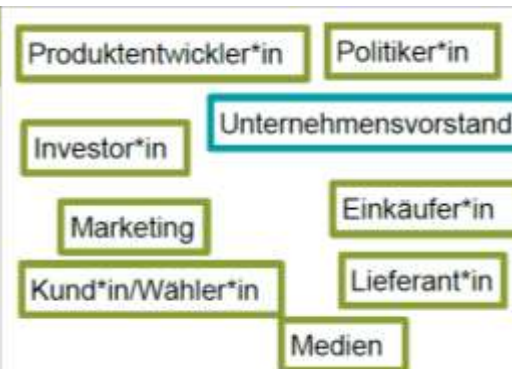 Produktentwickler*in
Politiker*in
Unternehmensvorstand
Investor*in
Einkäufer*in
Marketing
Lieferant*in
Kund*in/Wähler*in
Medien